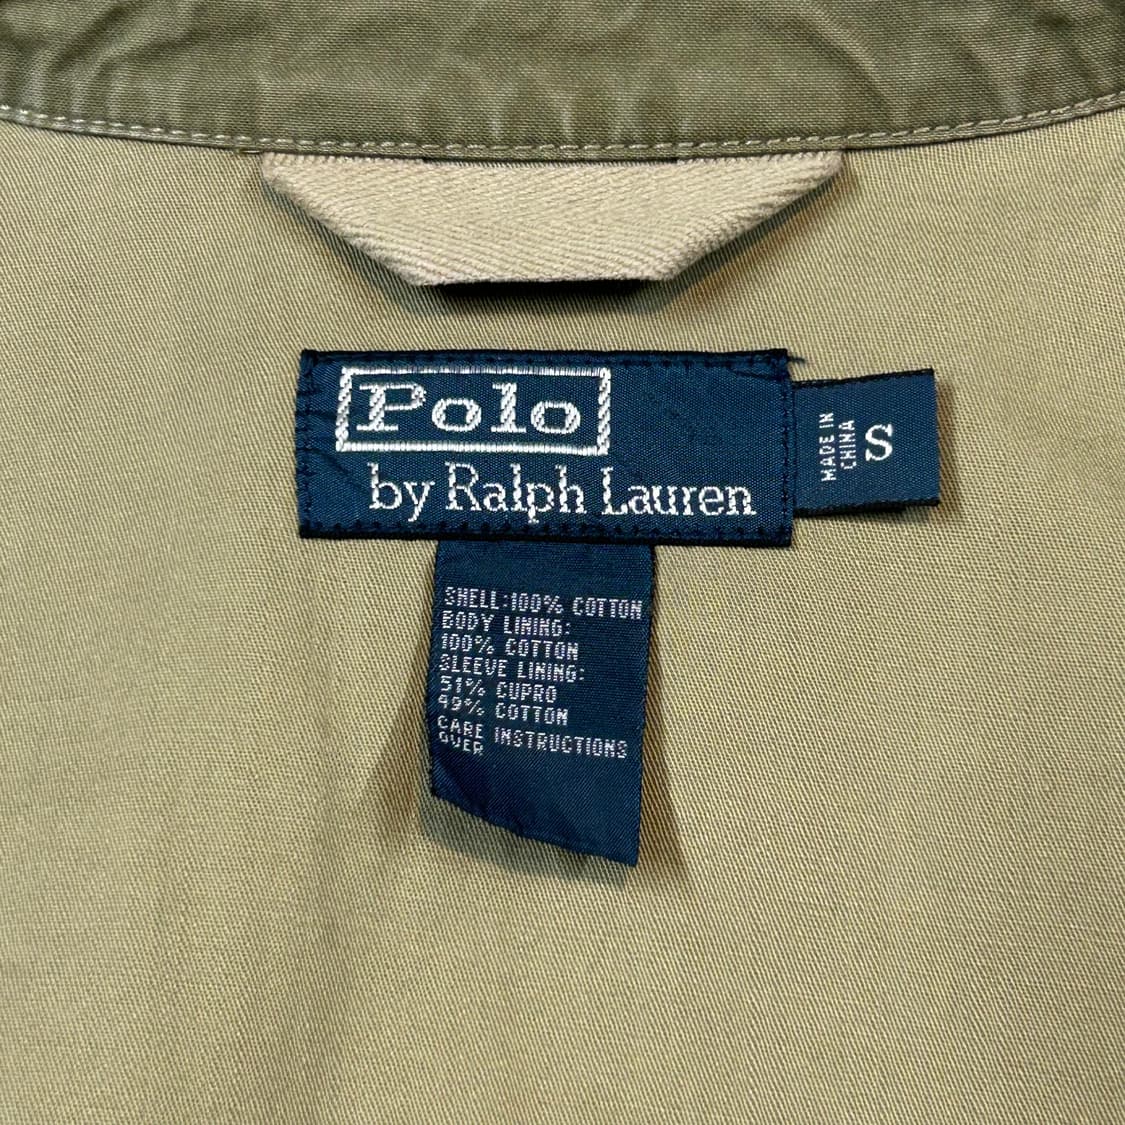 Polo
by Ralph Lauren
MADE IN
CHINA
S
SHELL:100% COTTON
BODY LINING:
100% COTTON
SLEEVE LINING:
51% CUPRO
49% COTTON
CARE INSTRUCTIONS
OVER